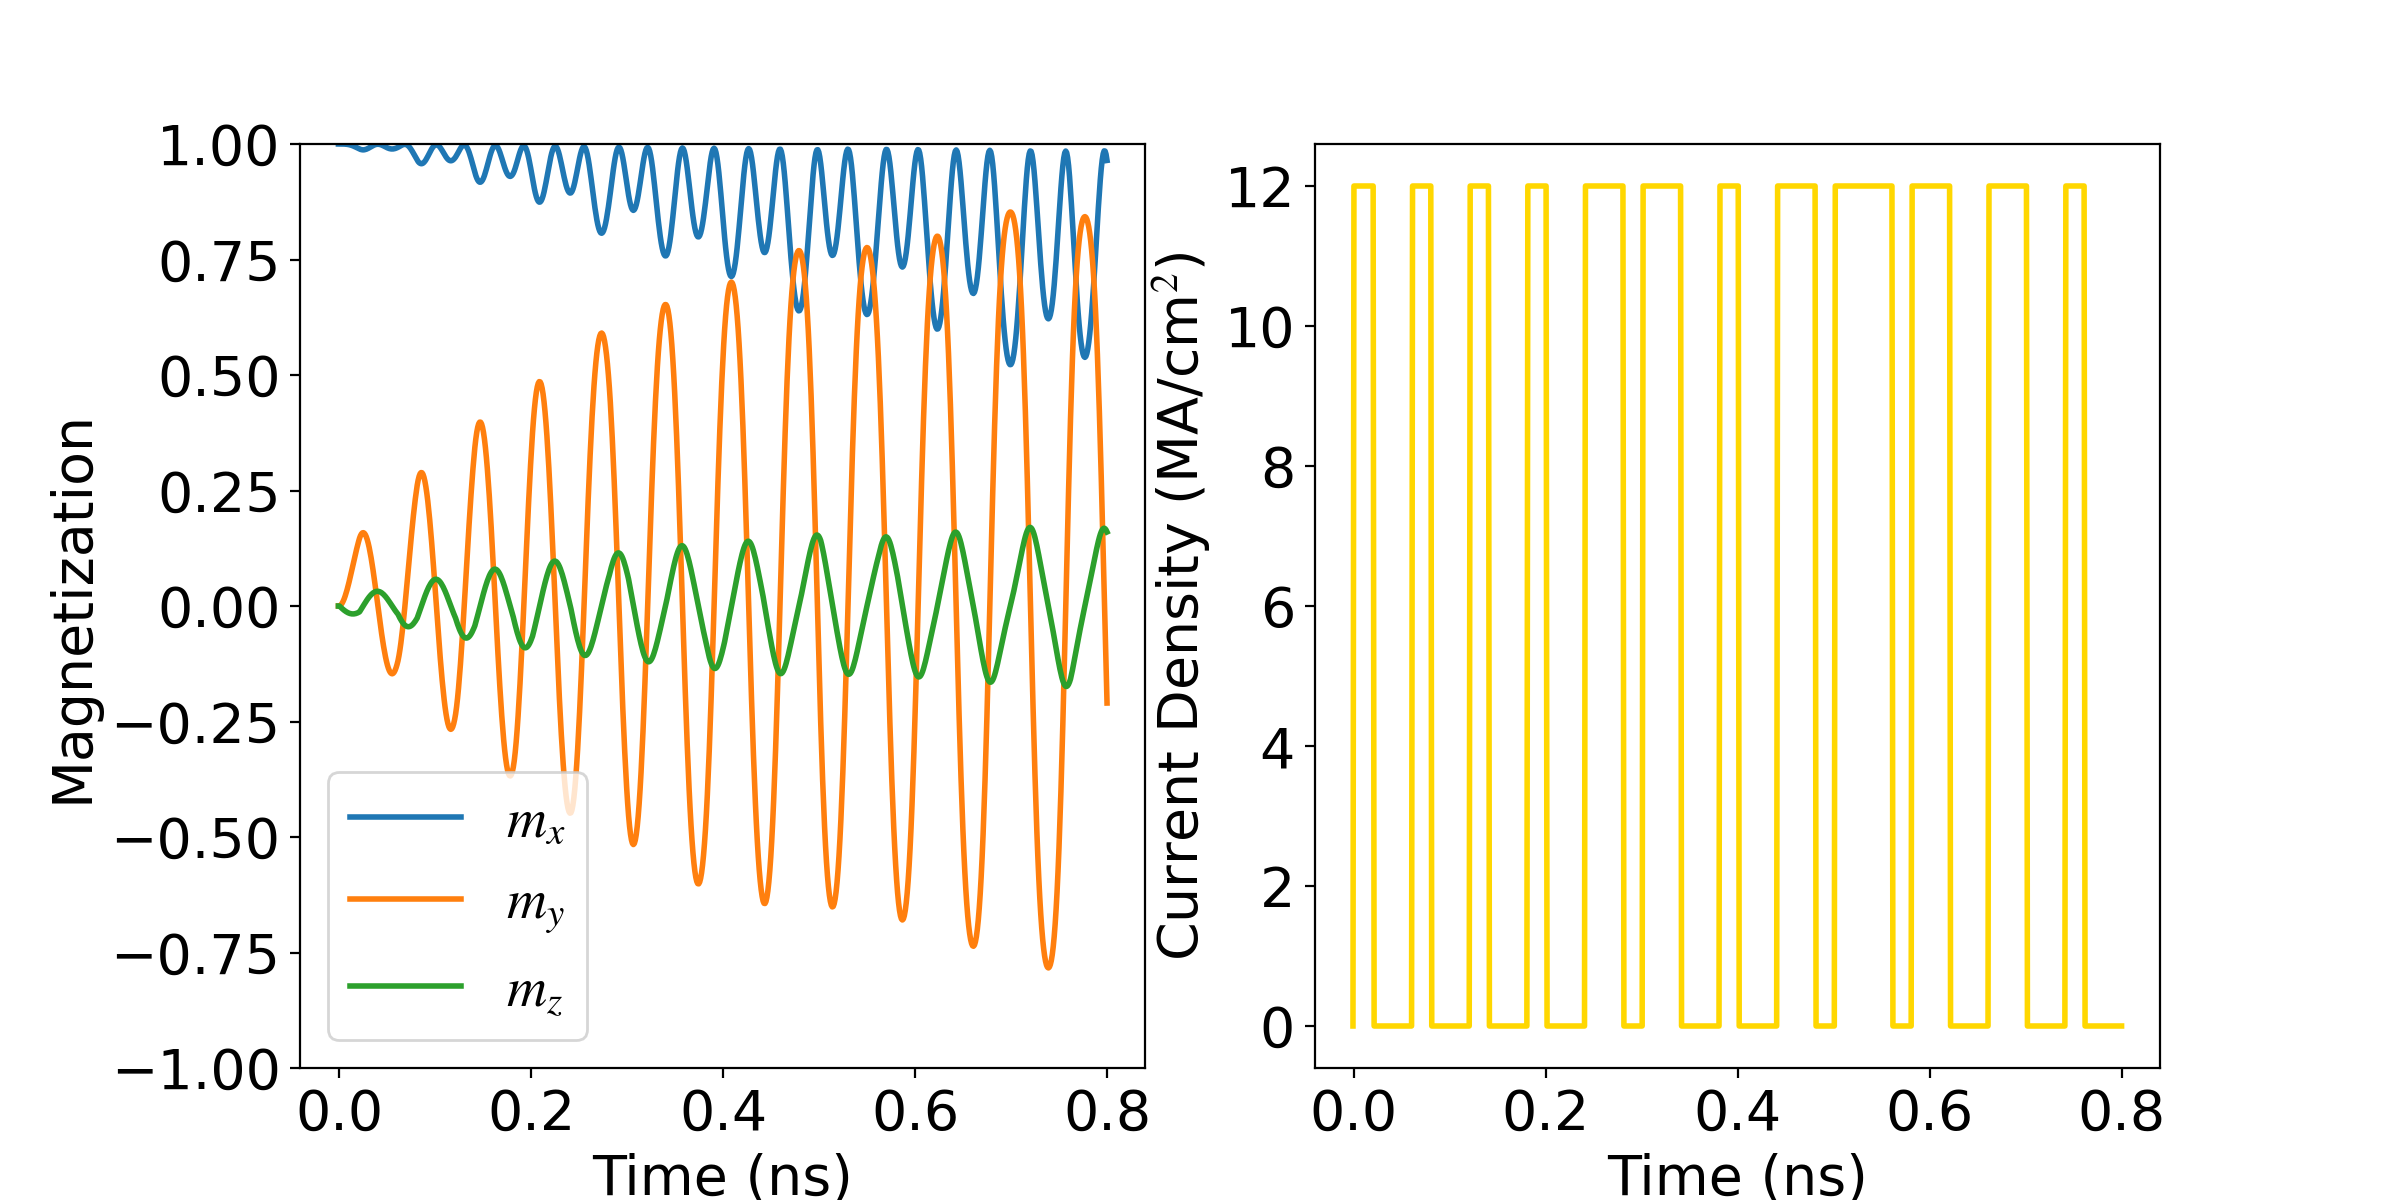 Magnetization
1.00
0.75
0.50
0.25
0.00
−0.25
−0.50
−0.75
−1.00
m_x
m_y
m_z
0.0 0.2 0.4 0.6 0.8
Time (ns)
Current Density (MA/cm²)
12
10
8
6
4
2
0
0.0 0.2 0.4 0.6 0.8
Time (ns)